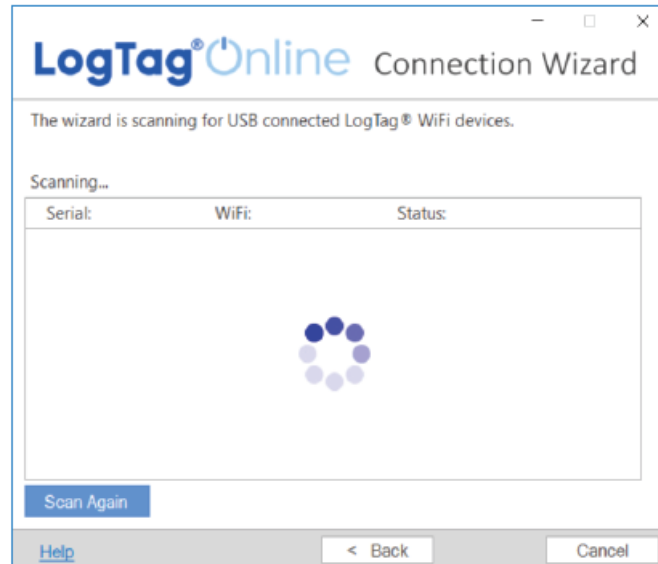 LogTag® Online Connection Wizard
The wizard is scanning for USB connected LogTag® WiFi devices.
Scanning...
Serial: WiFi: Status:
Scan Again
Help < Back Cancel